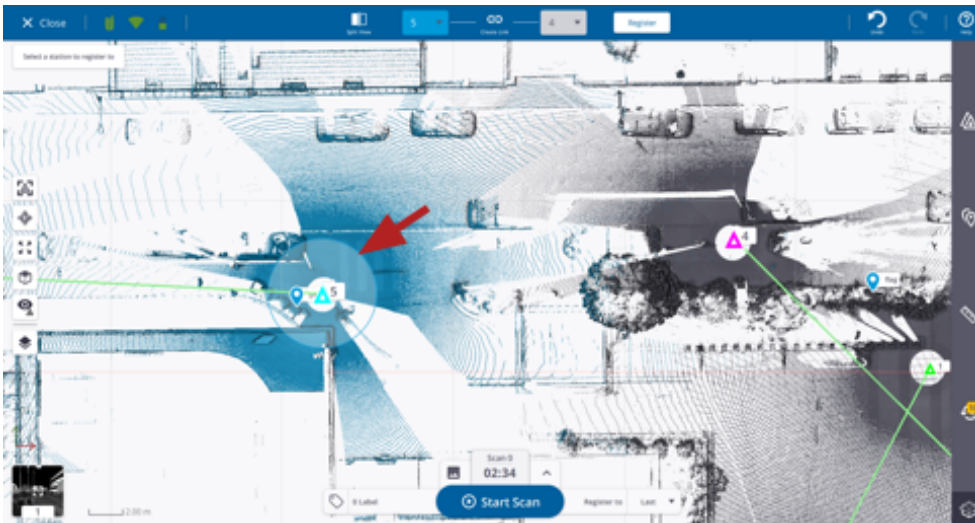 Close
Split View
5
Create Link
4
Register
Undo
Help
Select a station to register to
5
4
1
Scan 0
02:34
0 Label
Start Scan
Register to
Last
1
2.00 m